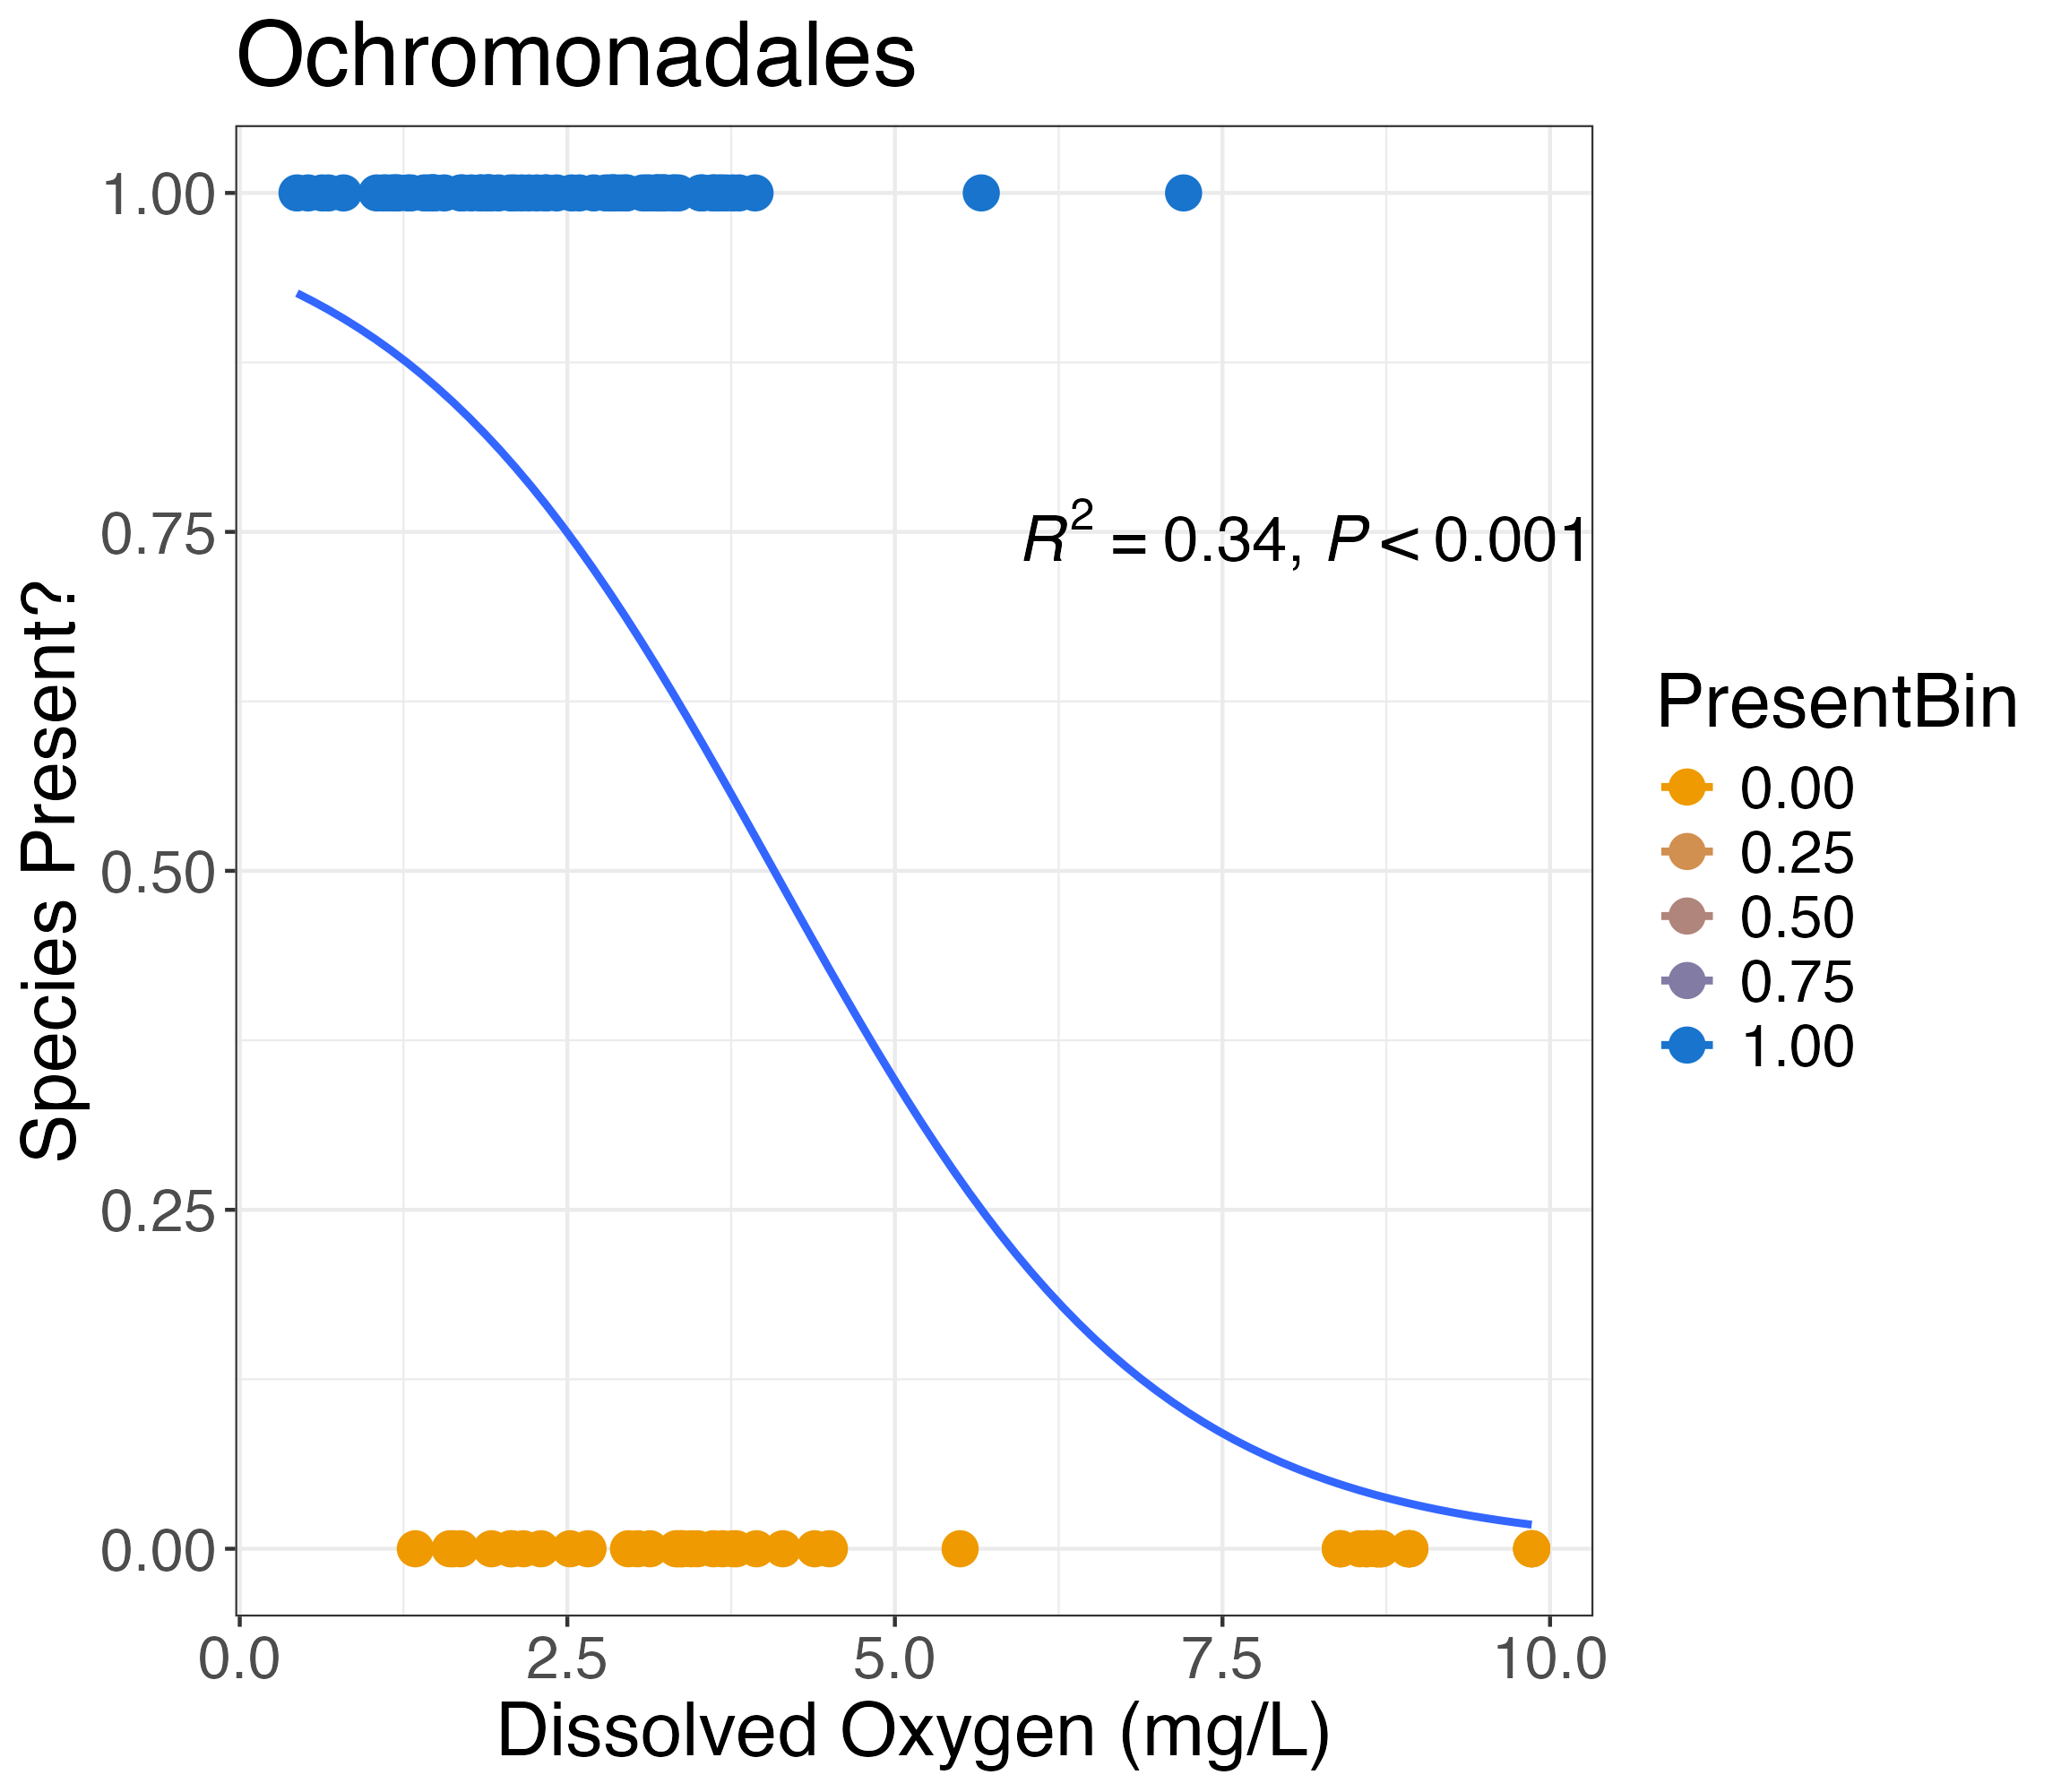 Ochromonadales
1.00
0.75
0.50
0.25
0.00
Species Present?
R² = 0.34, P < 0.001
0.0 2.5 5.0 7.5 10.0
Dissolved Oxygen (mg/L)
PresentBin
0.00
0.25
0.50
0.75
1.00